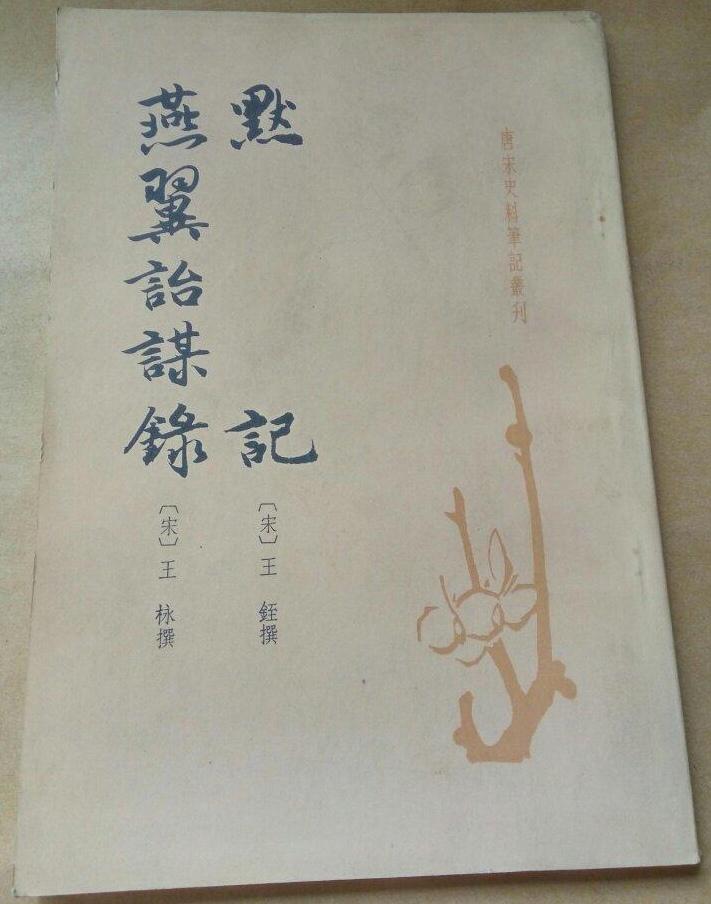 唐宋史料筆記叢刊
默記
〔宋〕王銍撰
燕翼詒謀錄
〔宋〕王栐撰